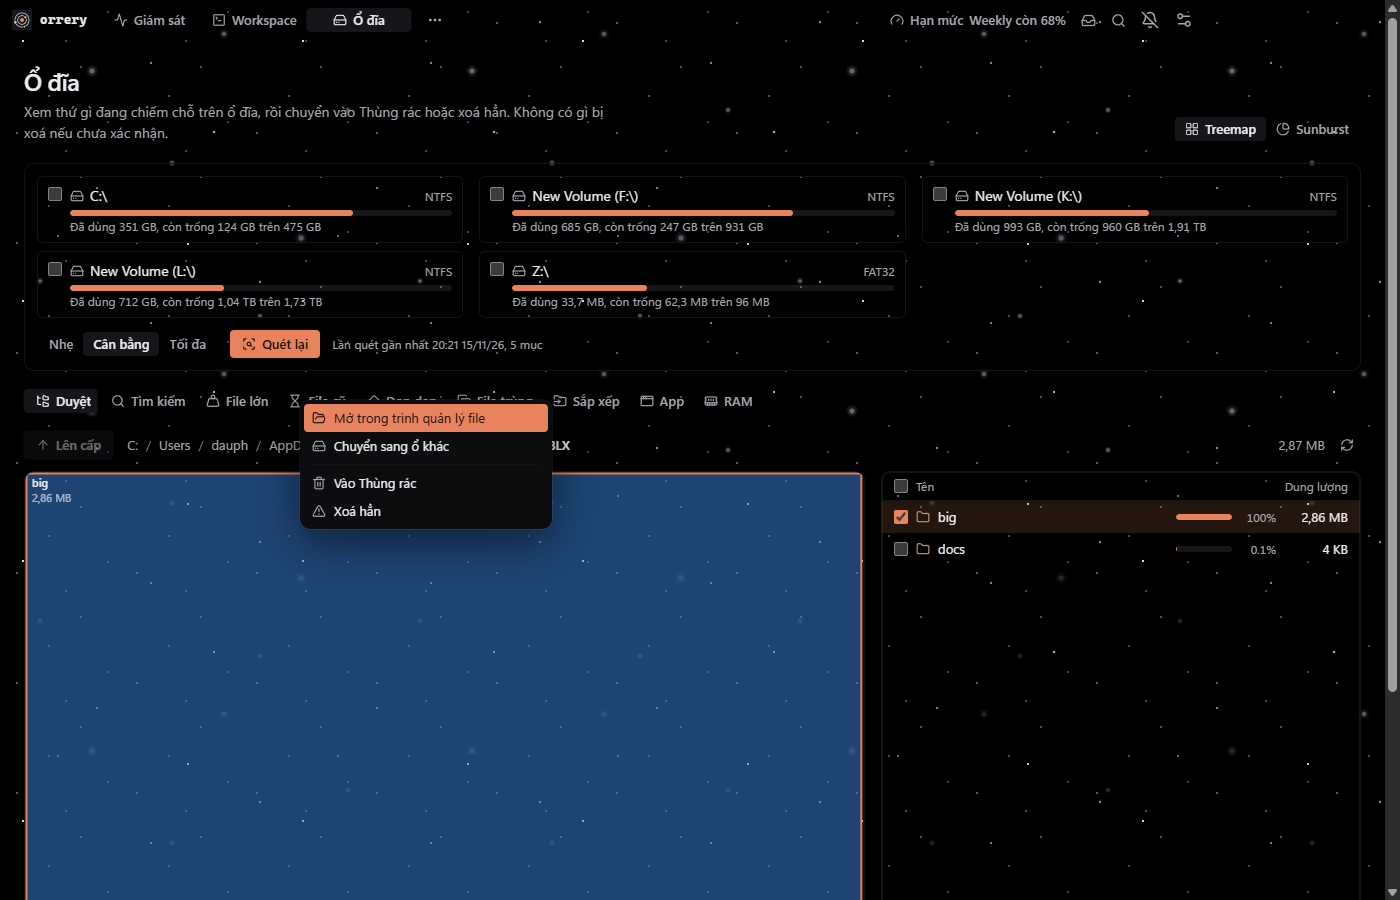 orrery
Giám sát
Workspace
Ổ đĩa
Hạn mức Weekly còn 68%
Ổ đĩa
Xem thứ gì đang chiếm chỗ trên ổ đĩa, rồi chuyển vào Thùng rác hoặc xoá hẳn. Không có gì bị
xoá nếu chưa xác nhận.
Treemap
Sunburst
C:\
NTFS
Đã dùng 351 GB, còn trống 124 GB trên 475 GB
New Volume (F:\)
NTFS
Đã dùng 685 GB, còn trống 247 GB trên 931 GB
New Volume (K:\)
NTFS
Đã dùng 993 GB, còn trống 960 GB trên 1,91 TB
New Volume (L:\)
NTFS
Đã dùng 712 GB, còn trống 1,04 TB trên 1,73 TB
Z:\
FAT32
Đã dùng 33,7 MB, còn trống 62,3 MB trên 96 MB
Nhẹ
Cân bằng
Tối đa
Quét lại
Lần quét gần nhất 20:21 15/11/26, 5 mục
Duyệt
Tìm kiếm
File lớn
Sắp xếp
App
RAM
Lên cấp
C: / Users / dauph / AppD
BLX
2,87 MB
Mở trong trình quản lý file
Chuyển sang ổ khác
Vào Thùng rác
Xoá hẳn
big
2,86 MB
Tên
Dung lượng
big
100%
2,86 MB
docs
0.1%
4 KB